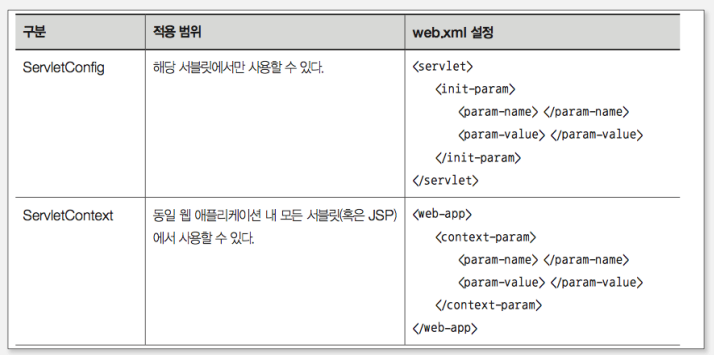 구분 적용 범위 web.xml 설정
ServletConfig 해당 서블릿에서만 사용할 수 있다. <servlet>
<init-param>
<param-name> </param-name>
<param-value> </param-value>
</init-param>
</servlet>
ServletContext 동일 웹 애플리케이션 내 모든 서블릿(혹은 JSP) <web-app>
에서 사용할 수 있다. <context-param>
<param-name> </param-name>
<param-value> </param-value>
</context-param>
</web-app>